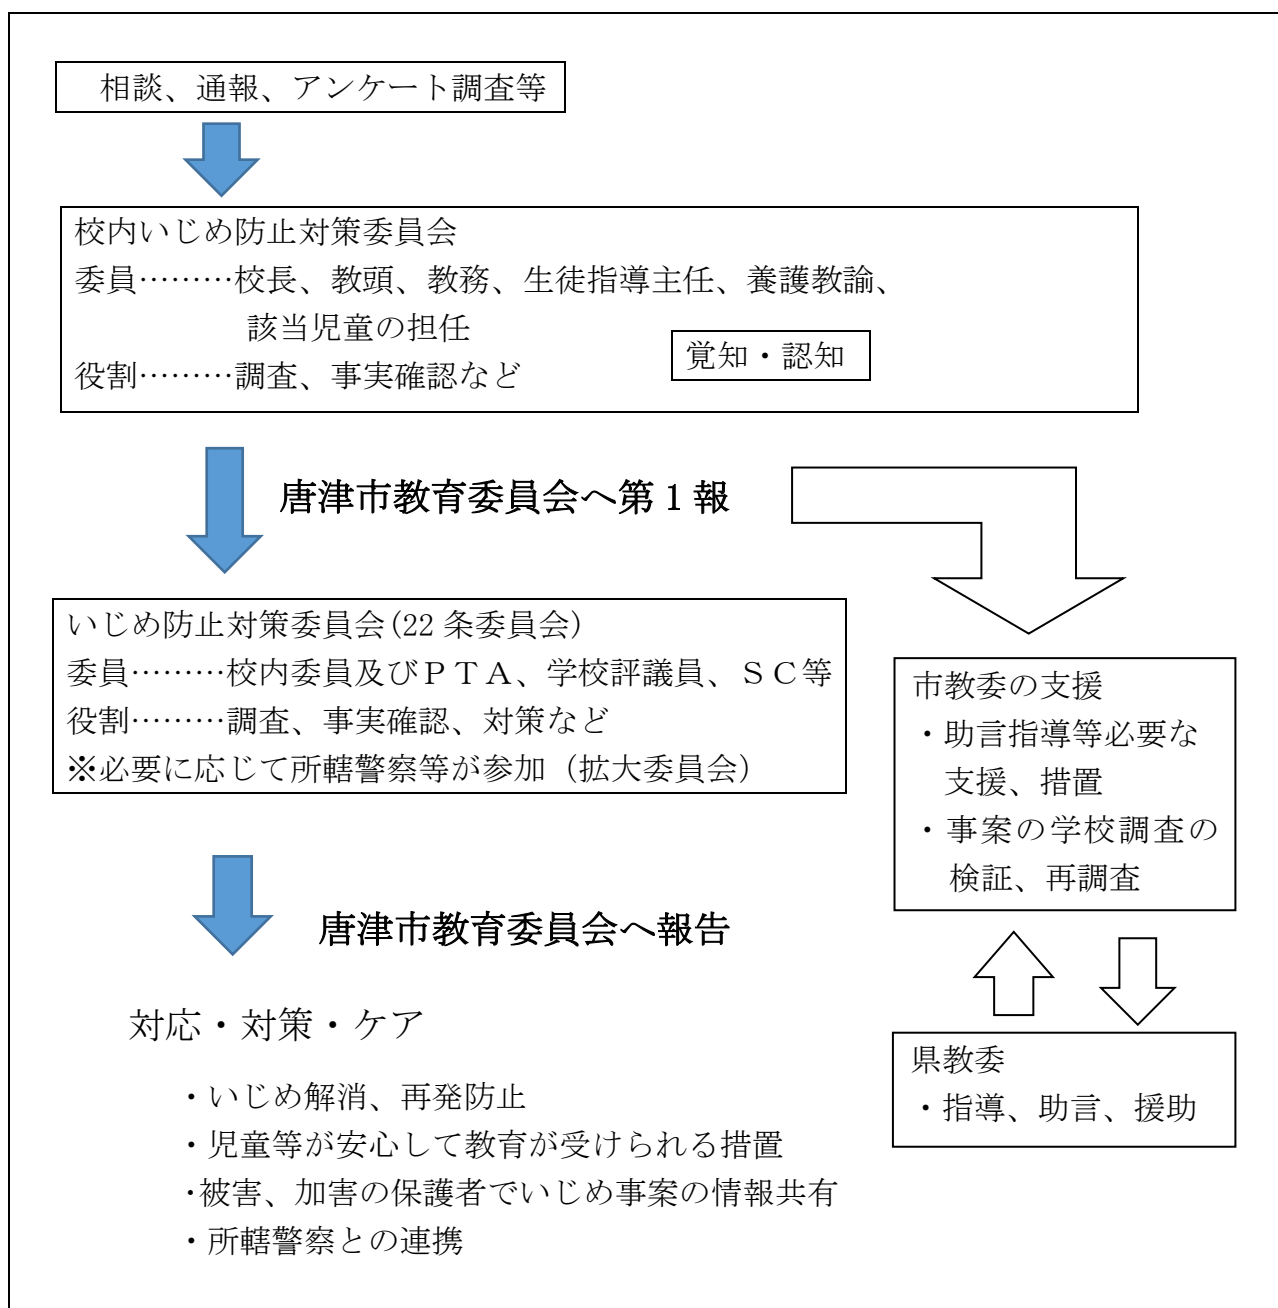 相談、通報、アンケート調査等
校内いじめ防止対策委員会
委員………校長、教頭、教務、生徒指導主任、養護教諭、
該当児童の担任
役割………調査、事実確認など
覚知・認知
唐津市教育委員会へ第1報
いじめ防止対策委員会(22条委員会)
委員………校内委員及びＰＴＡ、学校評議員、ＳＣ等
役割………調査、事実確認、対策など
※必要に応じて所轄警察等が参加（拡大委員会）
市教委の支援
・助言指導等必要な
支援、措置
・事案の学校調査の
検証、再調査
唐津市教育委員会へ報告
対応・対策・ケア
・いじめ解消、再発防止
・児童等が安心して教育が受けられる措置
・被害、加害の保護者でいじめ事案の情報共有
・所轄警察との連携
県教委
・指導、助言、援助